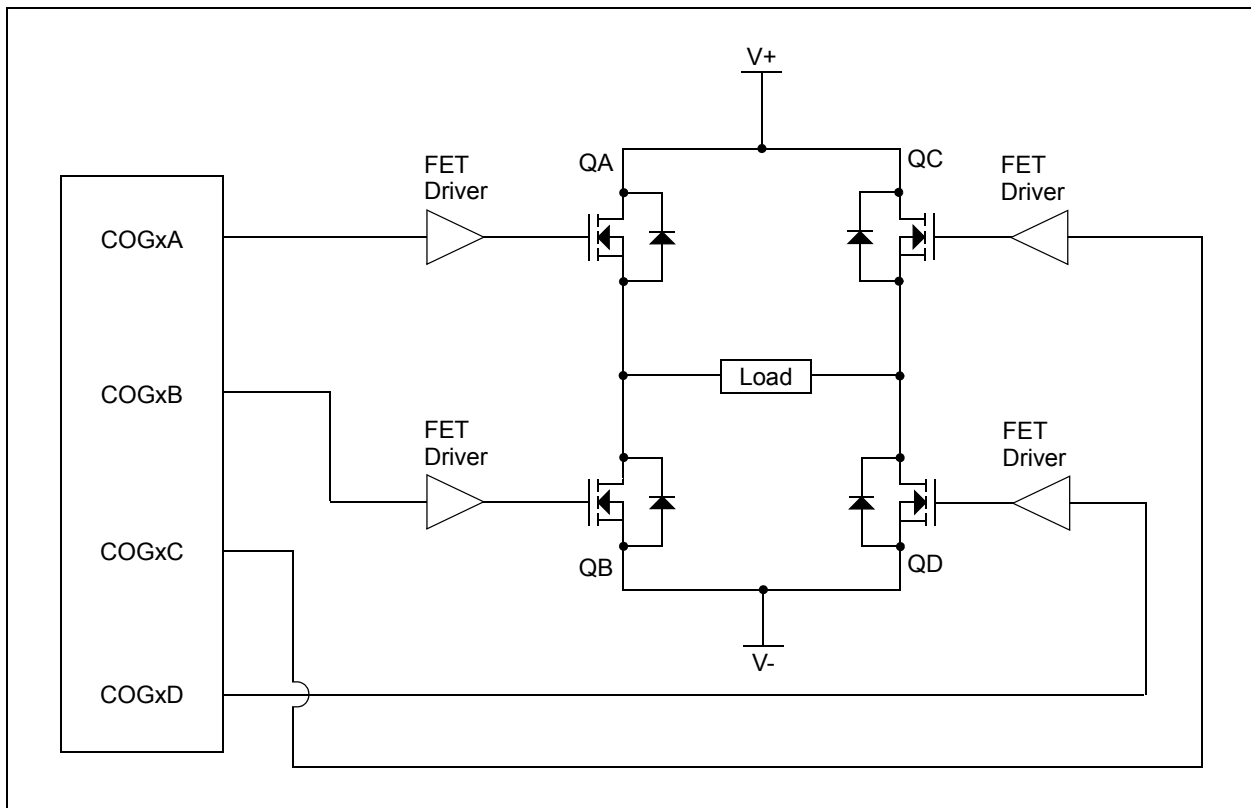 V+
QA
QC
FET
Driver
FET
Driver
COGxA
COGxB
Load
FET
Driver
FET
Driver
COGxC
QB
QD
V-
COGxD